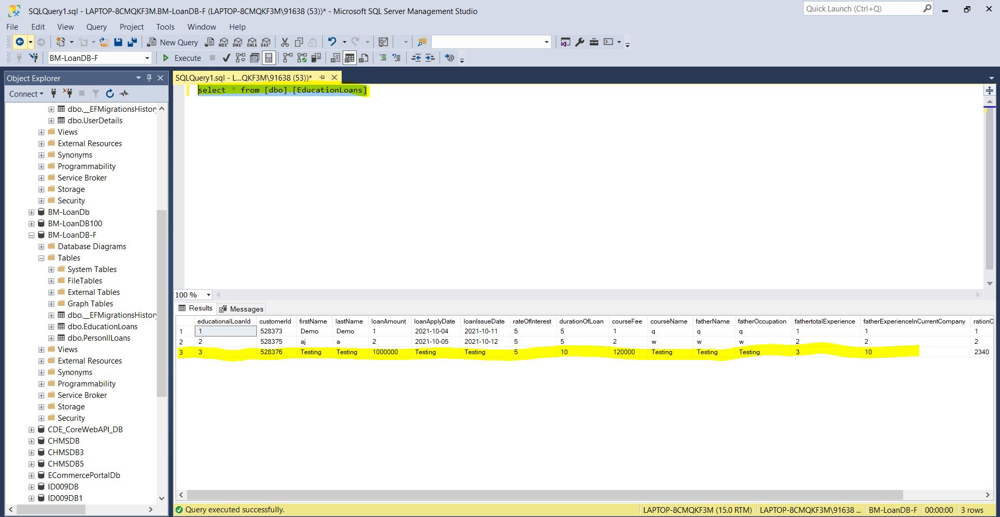 SQLQuery1.sql - LAPTOP-8CMQKF3M.BM-LoanDB-F (LAPTOP-8CMQKF3M\91638 (53))* - Microsoft SQL Server Management Studio
Quick Launch (Ctrl+Q)
File Edit View Query Project Tools Window Help
New Query MDX DMX XMLA DAX
BM-LoanDB-F Execute
Object Explorer
Connect
dbo.__EFMigrationsHistory
dbo.UserDetails
Views
External Resources
Synonyms
Programmability
Service Broker
Storage
Security
BM-LoanDb
BM-LoanDB100
BM-LoanDB-F
Database Diagrams
Tables
System Tables
FileTables
External Tables
Graph Tables
dbo.__EFMigrationsHistory
dbo.EducationLoans
dbo.PersonlLoans
Views
External Resources
Synonyms
Programmability
Service Broker
Storage
Security
CDE_CoreWebAPI_DB
CHMSDB
CHMSDB3
CHMSDB5
ECommercePortalDb
ID009DB
ID009DB1
SQLQuery1.sql - L...QKF3M\91638 (53))*
select * from [dbo].[EducationLoans]
100 %
Results Messages
educationalLoanId customerId firstName lastName loanAmount loanApplyDate loanIssueDate rateOfInterest durationOfLoan courseFee courseName fatherName fatherOccupation fathertotalExperience fatherExperienceInCurrentCompany rationC
1 1 528373 Demo Demo 1 2021-10-04 2021-10-11 5 5 1 q q q 1 1 1
2 2 528375 aj a 2 2021-10-05 2021-10-12 5 5 2 w w w 2 2 2
3 3 528376 Testing Testing 1000000 Testing Testing 5 10 120000 Testing Testing Testing 3 10 2340
Query executed successfully.
LAPTOP-8CMQKF3M (15.0 RTM) LAPTOP-8CMQKF3M\91638 ... BM-LoanDB-F 00:00:00 3 rows